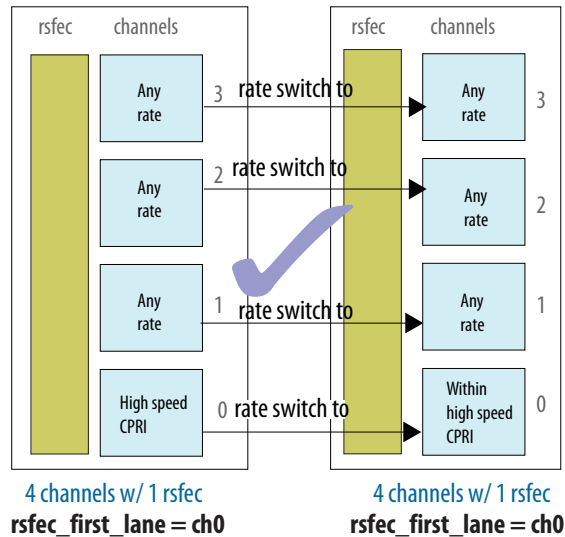 rsfec channels
rsfec channels
Any
rate
3 rate switch to
Any
rate
3
Any
rate
2 rate switch to
Any
rate
2
Any
rate
1 rate switch to
Any
rate
1
High speed
CPRI
0 rate switch to
Within
high speed
CPRI
0
4 channels w/ 1 rsfec
rsfec_first_lane = ch0
4 channels w/ 1 rsfec
rsfec_first_lane = ch0